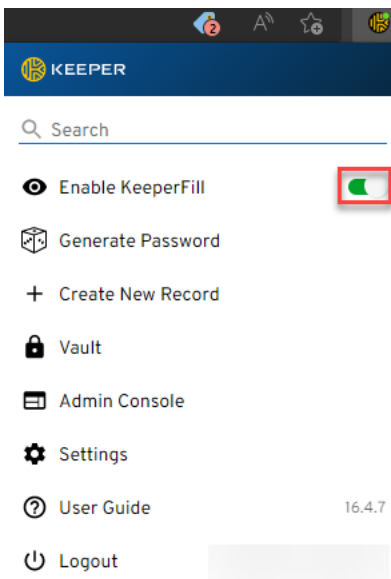 2
A
KEEPER
Search
Enable KeeperFill
Generate Password
Create New Record
Vault
Admin Console
Settings
User Guide 16.4.7
Logout